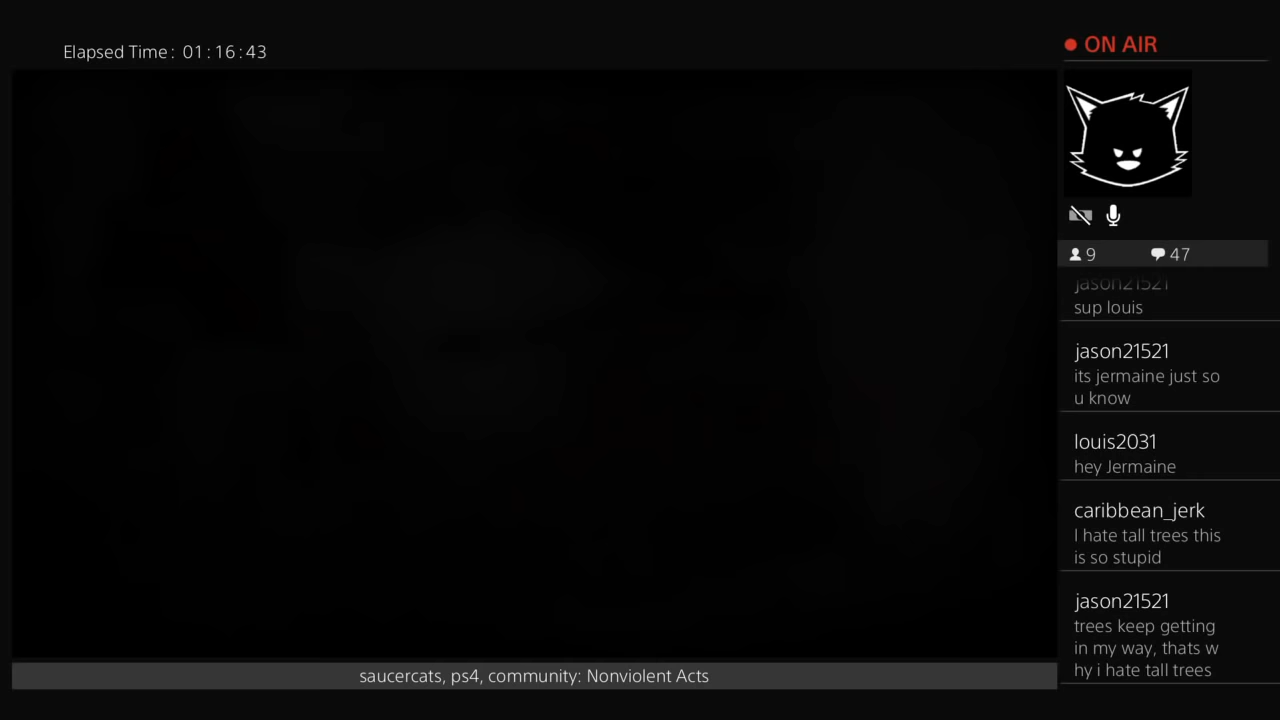 Elapsed Time: 01:16:43
ON AIR
9 47
jason21521
sup louis
jason21521
its jermaine just so
u know
louis2031
hey Jermaine
caribbean_jerk
I hate tall trees this
is so stupid
jason21521
trees keep getting
in my way, thats w
hy i hate tall trees
saucercats, ps4, community: Nonviolent Acts